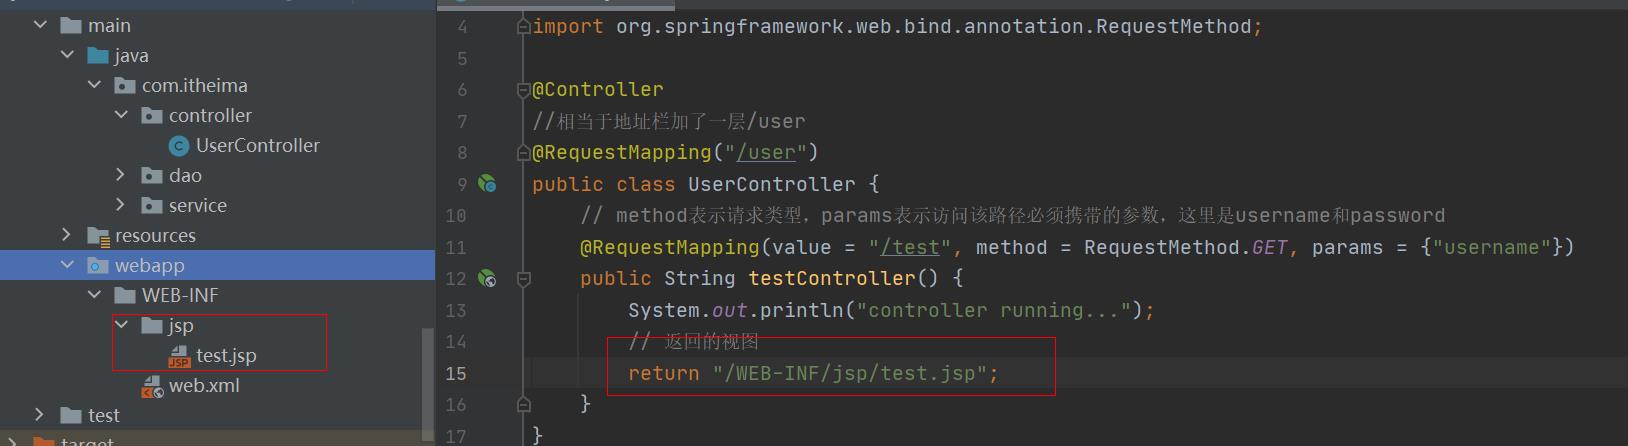 main
java
com.itheima
controller
UserController
dao
service
resources
webapp
WEB-INF
jsp
test.jsp
web.xml
test
target
4 import org.springframework.web.bind.annotation.RequestMethod;
5
6 @Controller
7 //相当于地址栏加了一层/user
8 @RequestMapping("/user")
9 public class UserController {
10 // method表示请求类型，params表示访问该路径必须携带的参数，这里是username和password
11 @RequestMapping(value = "/test", method = RequestMethod.GET, params = {"username"})
12 public String testController() {
13 System.out.println("controller running...");
14 // 返回的视图
15 return "/WEB-INF/jsp/test.jsp";
16 }
17 }